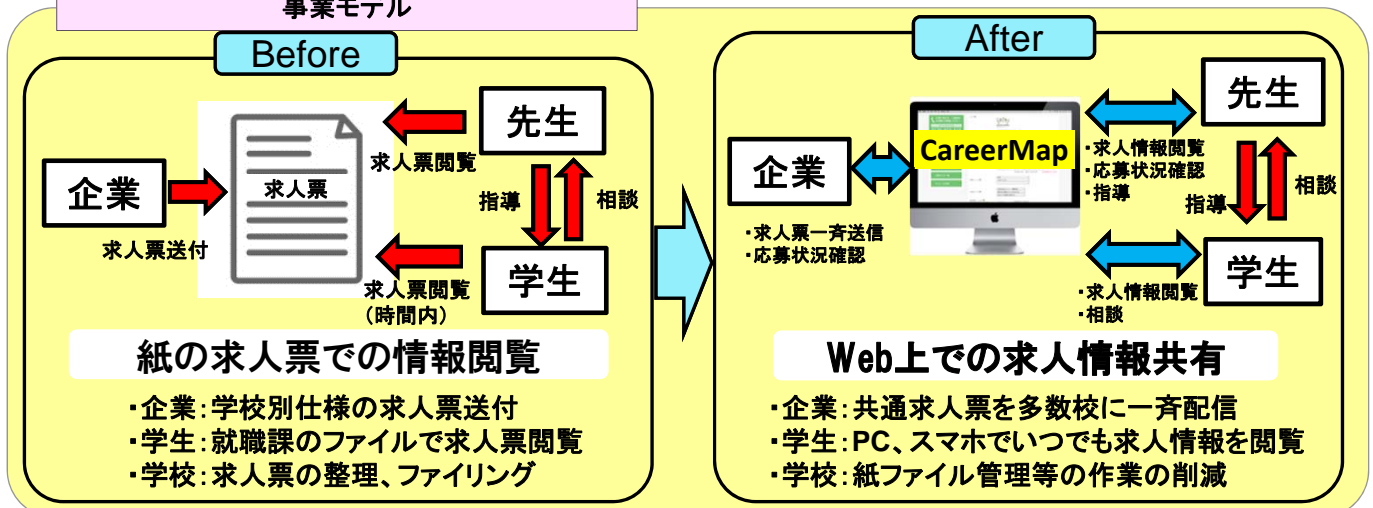 事業モデル
Before
企業
求人票送付
求人票
求人票閲覧
先生
指導
相談
求人票閲覧
(時間内)
学生
紙の求人票での情報閲覧
・企業:学校別仕様の求人票送付
・学生:就職課のファイルで求人票閲覧
・学校:求人票の整理、ファイリング
After
企業
・求人票一斉送信
・応募状況確認
CareerMap
先生
・求人情報閲覧
・応募状況確認
・指導
指導
相談
学生
・求人情報閲覧
・相談
Web上での求人情報共有
・企業:共通求人票を多数校に一斉配信
・学生:PC、スマホでいつでも求人情報を閲覧
・学校:紙ファイル管理等の作業の削減